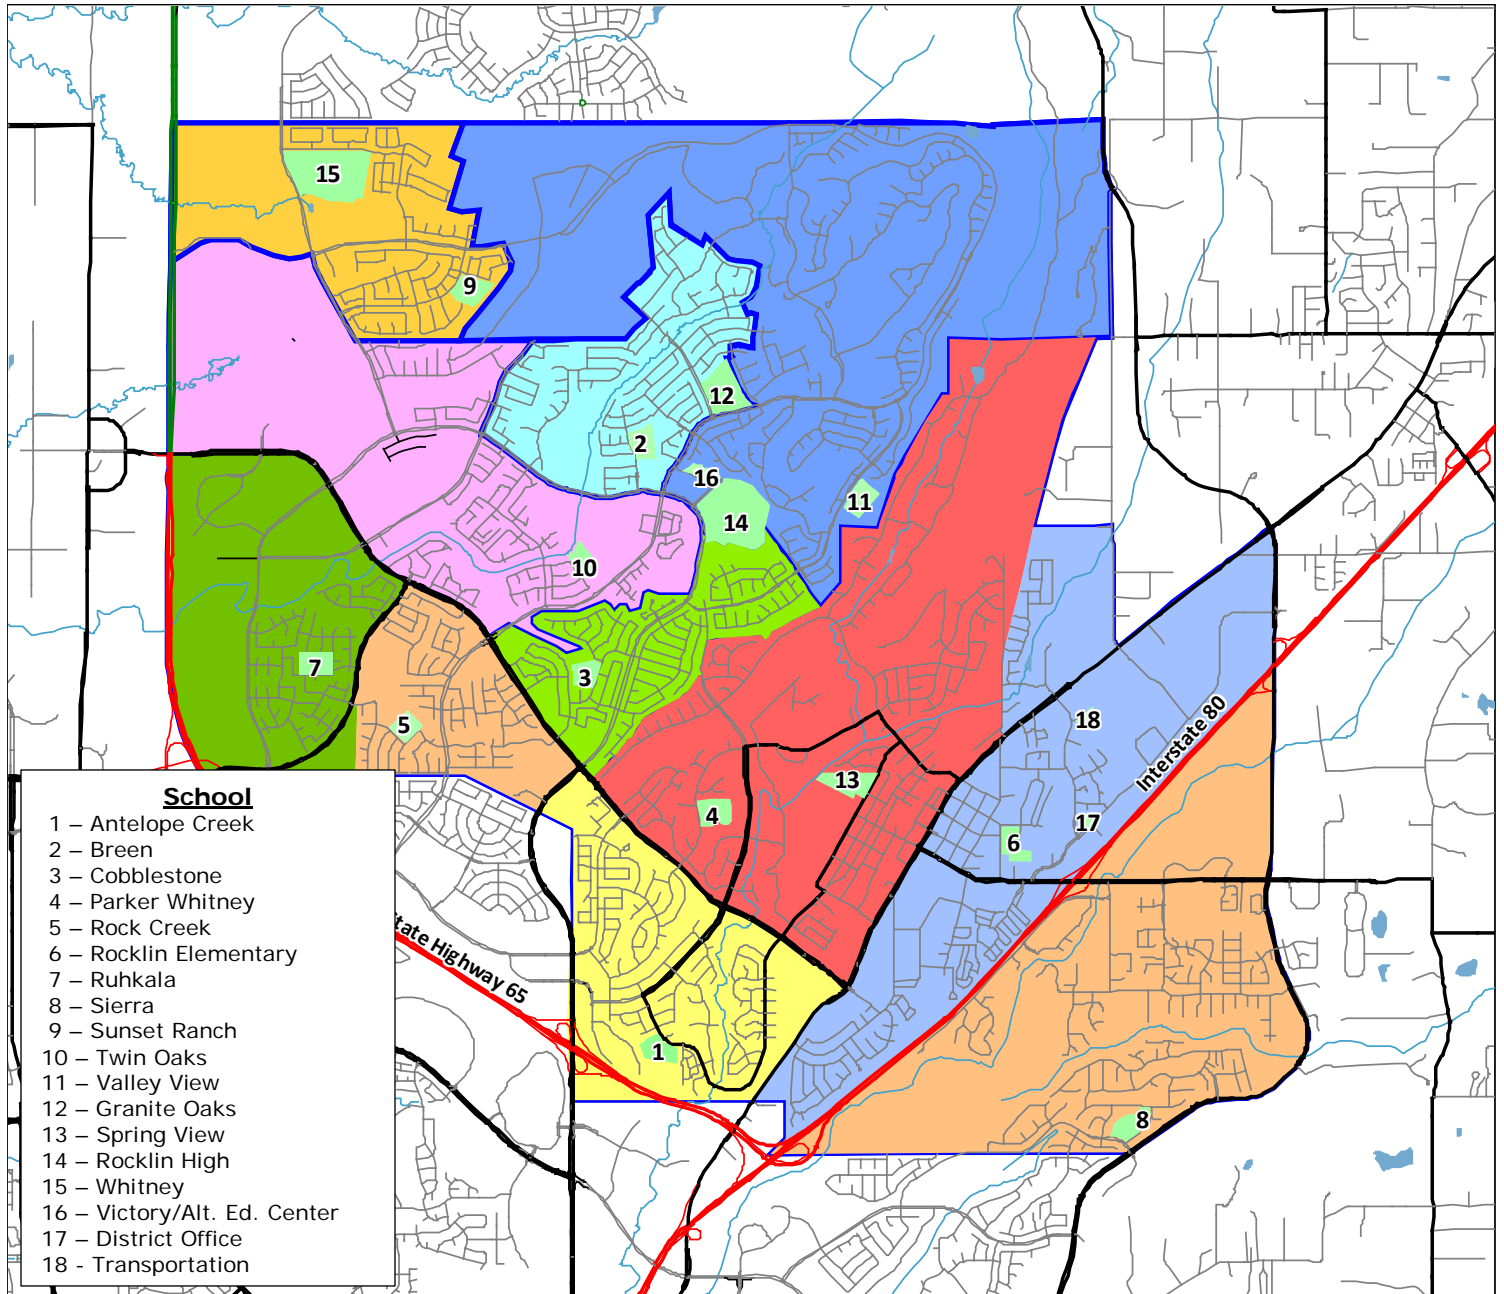 15
9
12
2
16
11
14
10
7
3
5
18
Interstate 80
13
4
17
6
State Highway 65
1
8
School
1 – Antelope Creek
2 – Breen
3 – Cobblestone
4 – Parker Whitney
5 – Rock Creek
6 – Rocklin Elementary
7 – Ruhkala
8 – Sierra
9 – Sunset Ranch
10 – Twin Oaks
11 – Valley View
12 – Granite Oaks
13 – Spring View
14 – Rocklin High
15 – Whitney
16 – Victory/Alt. Ed. Center
17 – District Office
18 - Transportation